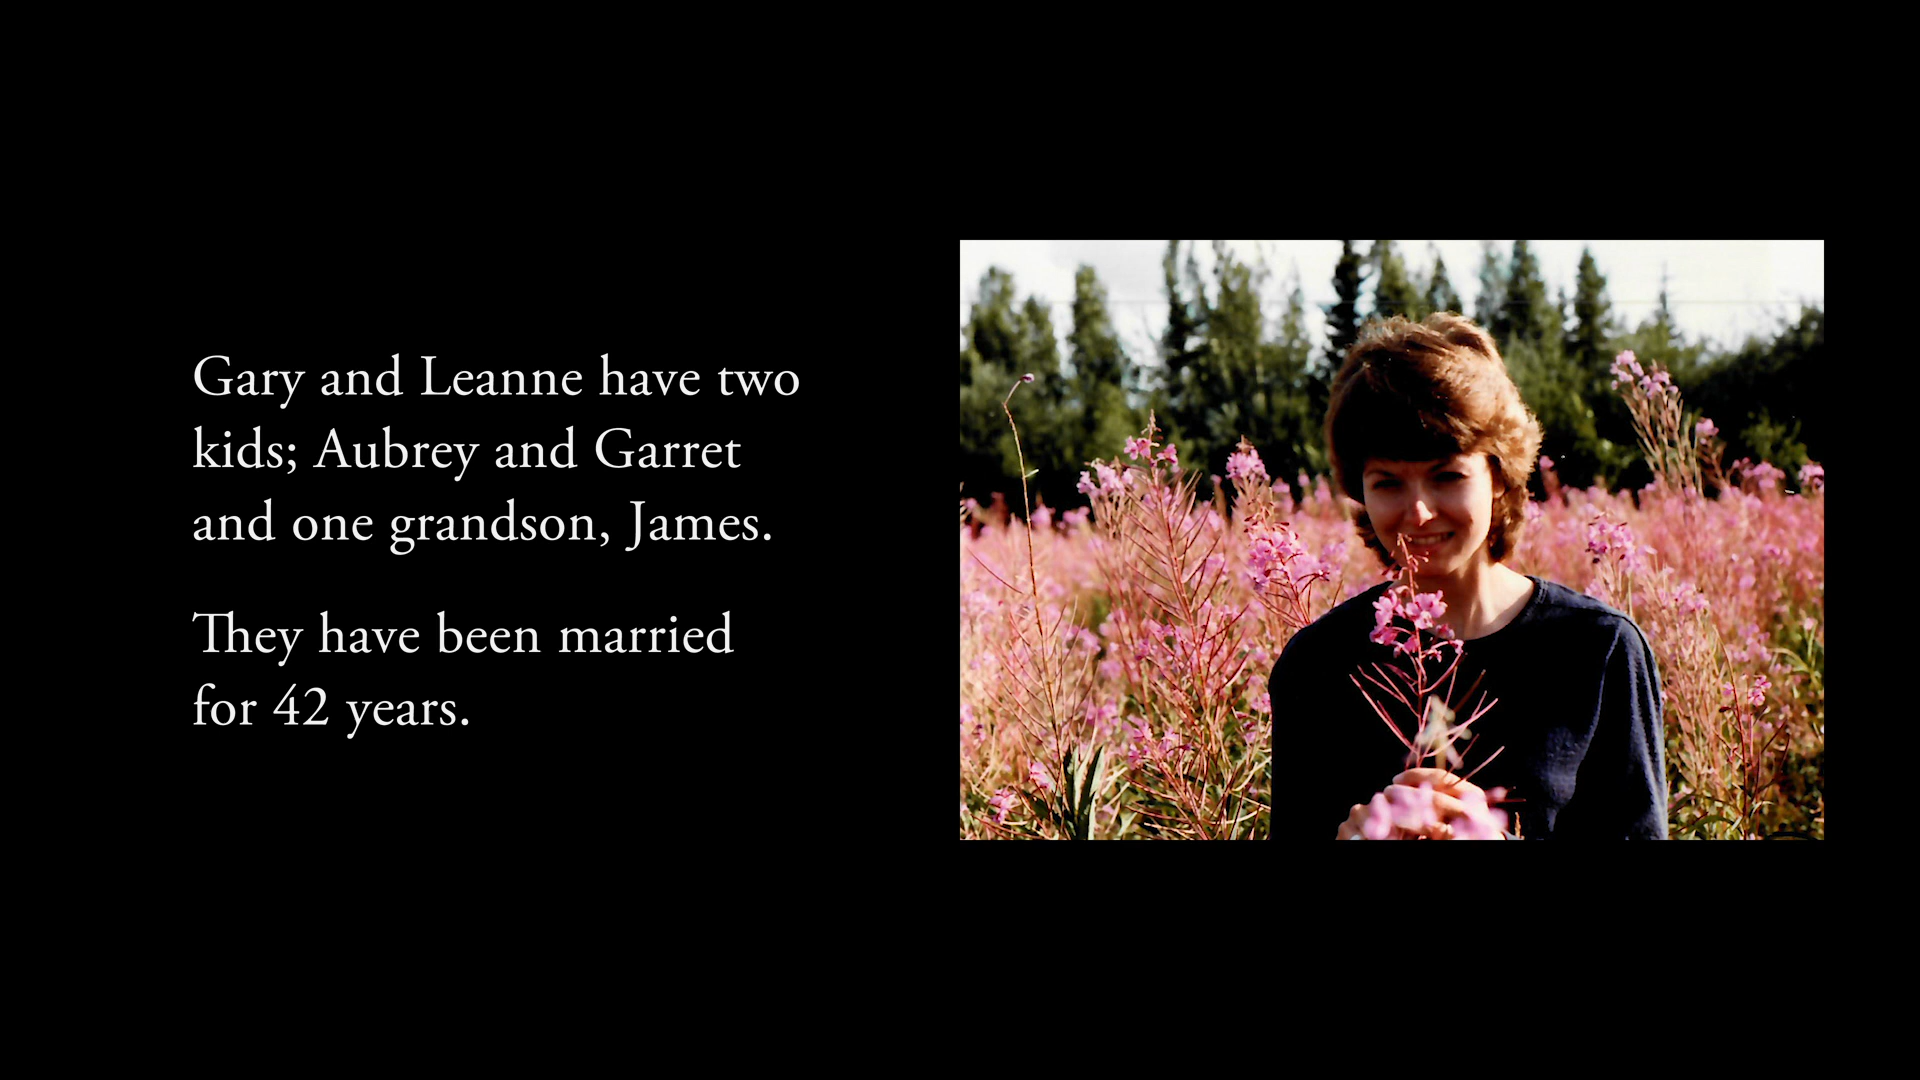 Gary and Leanne have two
kids; Aubrey and Garret
and one grandson, James.
They have been married
for 42 years.